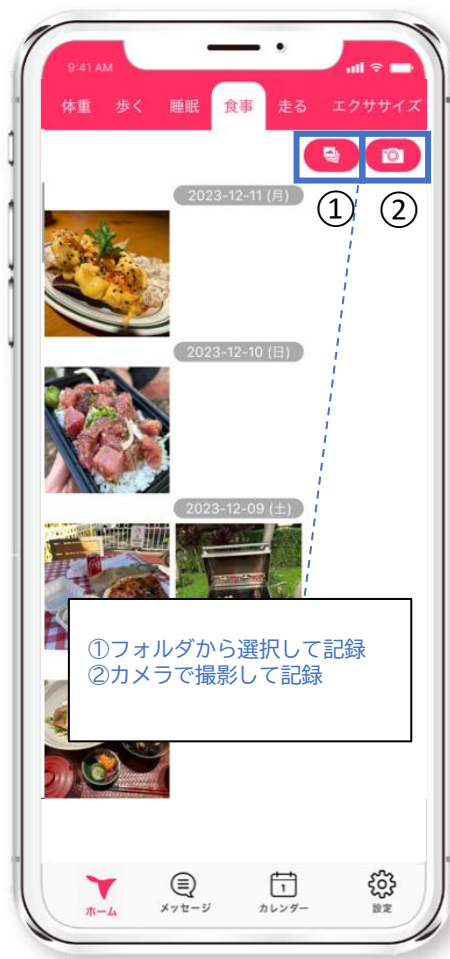 9:41 AM
体重 歩く 睡眠 食事 走る エクササイズ
① ②
2023-12-11 (月)
2023-12-10 (日)
2023-12-09 (土)
①フォルダから選択して記録
②カメラで撮影して記録
1
ホーム メッセージ カレンダー 設定